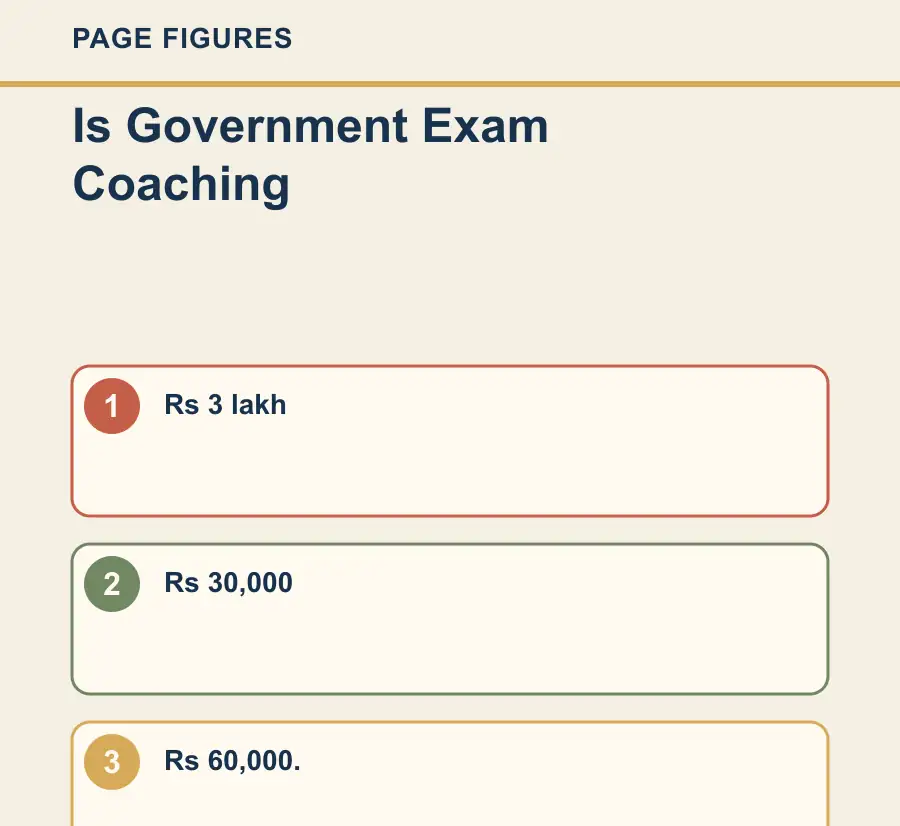 PAGE FIGURES
Is Government Exam
Coaching
1
Rs 3 lakh
2
Rs 30,000
3
Rs 60,000.